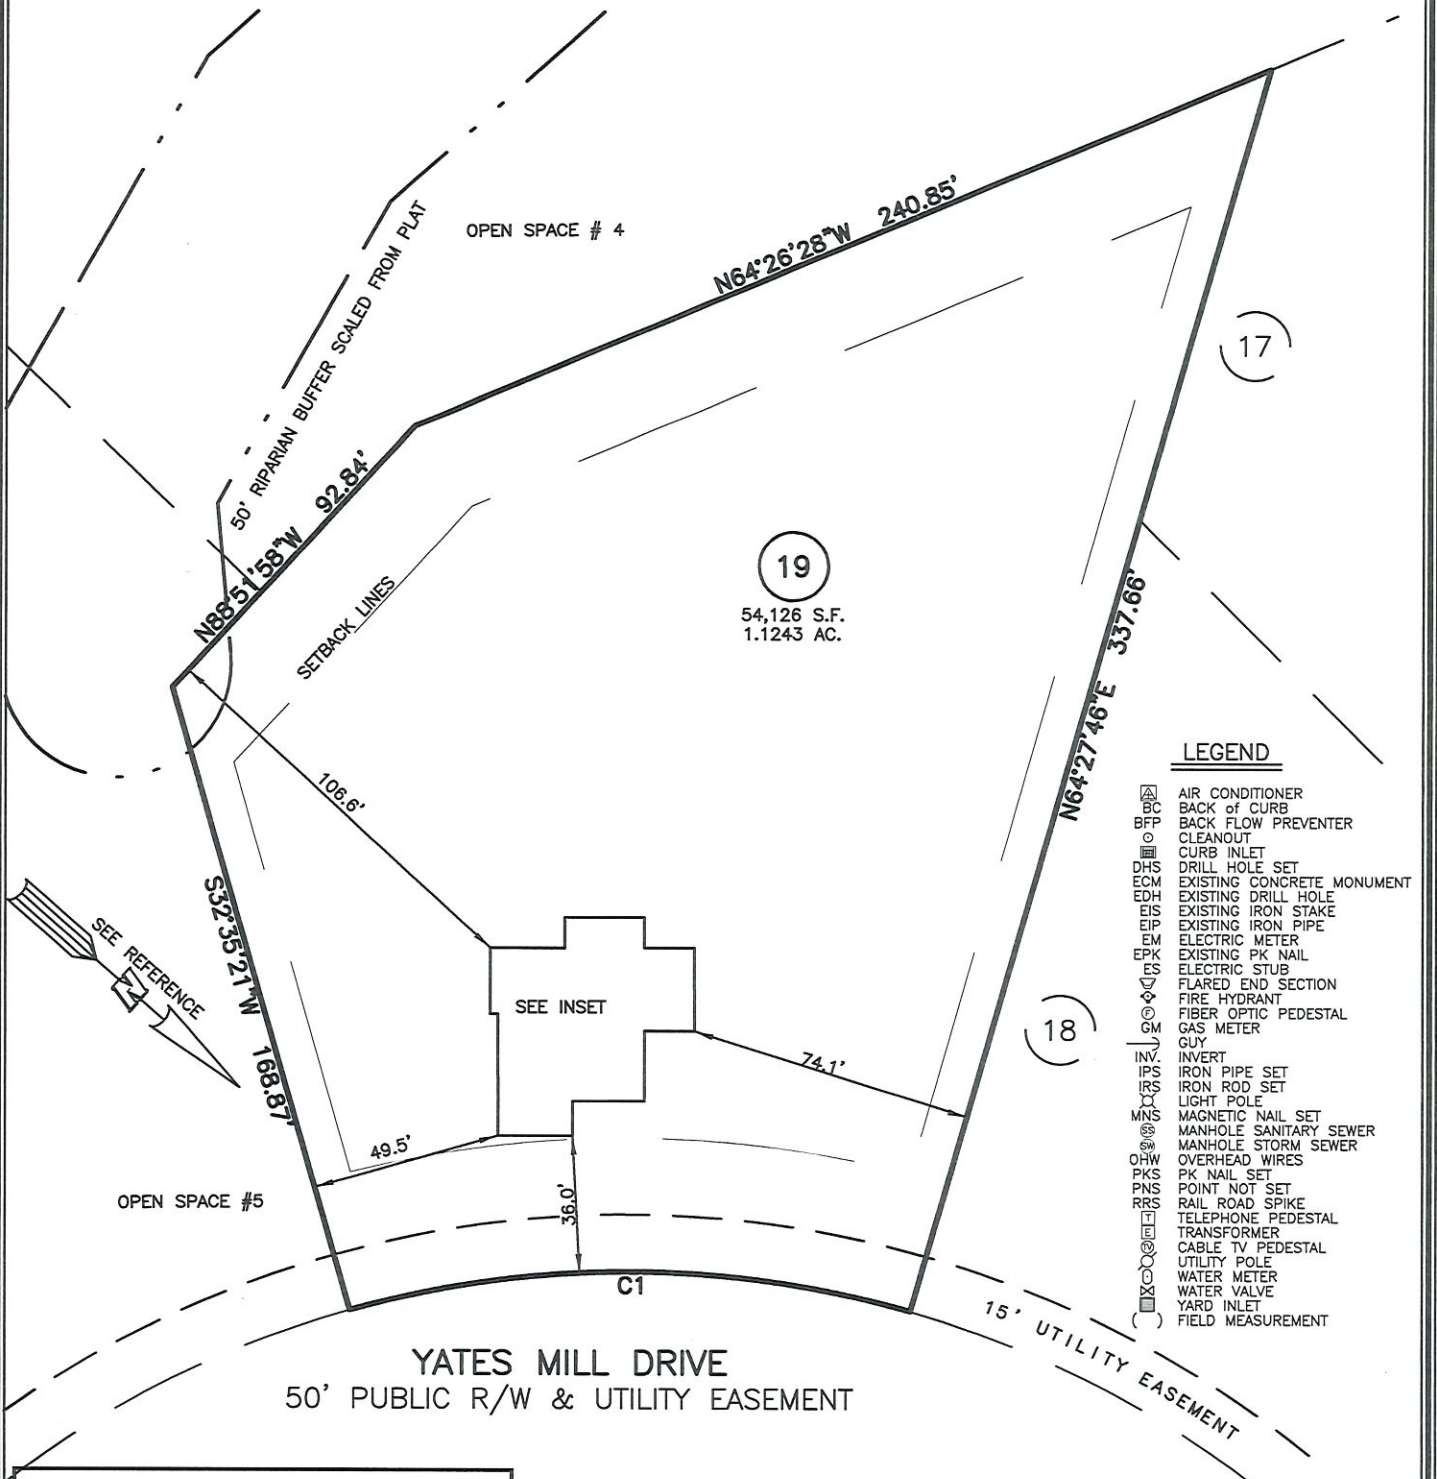 OPEN SPACE # 4
50' RIPARIAN BUFFER SCALED FROM PLAT
N64°26'28"W 240.85'
17
N88°51'58"W 92.84'
SETBACK LINES
19
54,126 S.F.
1.1243 AC.
N64°27'46"E 337.66'
106.6'
S32°35'21"W 168.87'
SEE REFERENCE
N
SEE INSET
74.1'
18
49.5'
36.0'
OPEN SPACE #5
C1
15' UTILITY EASEMENT
YATES MILL DRIVE
50' PUBLIC R/W & UTILITY EASEMENT
LEGEND
A AIR CONDITIONER
BC BACK of CURB
BFP BACK FLOW PREVENTER
CLEANOUT
CURB INLET
DHS DRILL HOLE SET
ECM EXISTING CONCRETE MONUMENT
EDH EXISTING DRILL HOLE
EIS EXISTING IRON STAKE
EIP EXISTING IRON PIPE
EM ELECTRIC METER
EPK EXISTING PK NAIL
ES ELECTRIC STUB
FLARED END SECTION
FIRE HYDRANT
F FIBER OPTIC PEDESTAL
GM GAS METER
GUY
INV. INVERT
IPS IRON PIPE SET
IRS IRON ROD SET
LIGHT POLE
MNS MAGNETIC NAIL SET
SS MANHOLE SANITARY SEWER
SW MANHOLE STORM SEWER
OHW OVERHEAD WIRES
PKS PK NAIL SET
PNS POINT NOT SET
RRS RAIL ROAD SPIKE
T TELEPHONE PEDESTAL
E TRANSFORMER
TV CABLE TV PEDESTAL
UTILITY POLE
WATER METER
WATER VALVE
YARD INLET
( ) FIELD MEASUREMENT